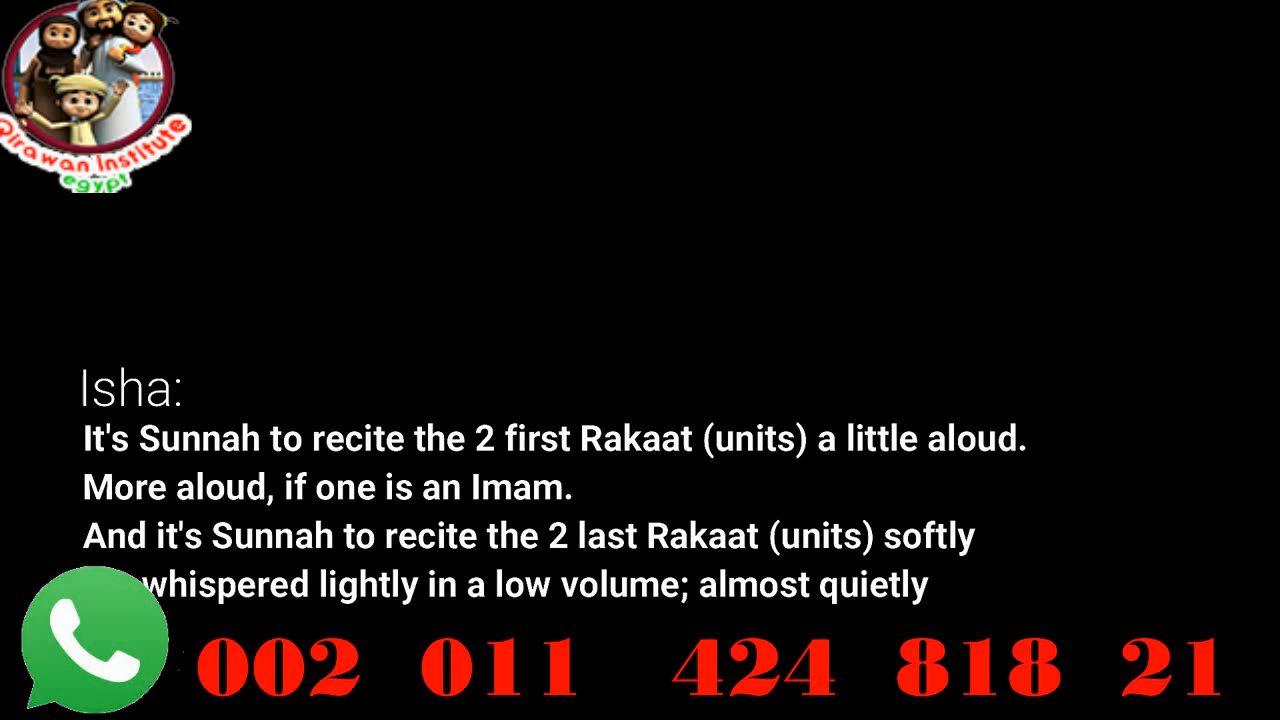 Qirawan Institute
egypt
Isha:
It's Sunnah to recite the 2 first Rakaat (units) a little aloud.
More aloud, if one is an Imam.
And it's Sunnah to recite the 2 last Rakaat (units) softly
whispered lightly in a low volume; almost quietly
002 011 424 818 21